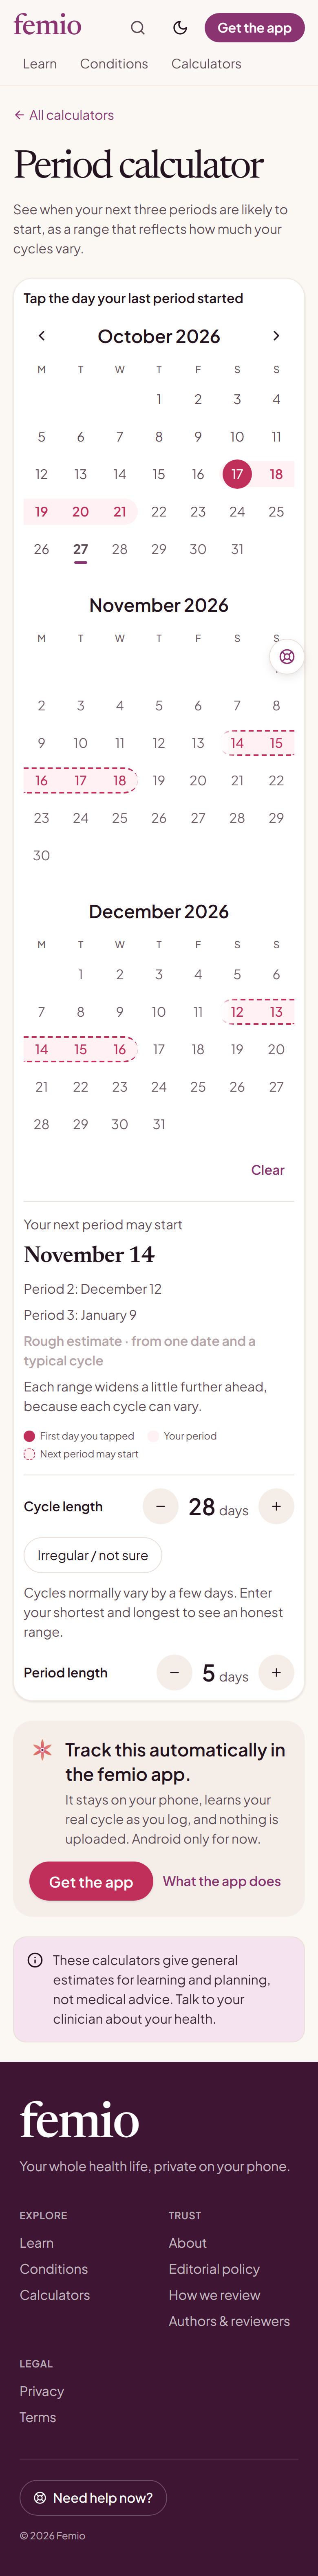 femio
Get the app
Learn Conditions Calculators
← All calculators
Period calculator
See when your next three periods are likely to
start, as a range that reflects how much your
cycles vary.
Tap the day your last period started
October 2026
M T W T F S S
1 2 3 4
5 6 7 8 9 10 11
12 13 14 15 16 17 18
19 20 21 22 23 24 25
26 27 28 29 30 31
November 2026
M T W T F S S
2 3 4 5 6 7 8
9 10 11 12 13 14 15
16 17 18 19 20 21 22
23 24 25 26 27 28 29
30
December 2026
M T W T F S S
1 2 3 4 5 6
7 8 9 10 11 12 13
14 15 16 17 18 19 20
21 22 23 24 25 26 27
28 29 30 31
Clear
Your next period may start
November 14
Period 2: December 12
Period 3: January 9
Rough estimate · from one date and a
typical cycle
Each range widens a little further ahead,
because each cycle can vary.
First day you tapped Your period
Next period may start
Cycle length − 28 days +
Irregular / not sure
Cycles normally vary by a few days. Enter
your shortest and longest to see an honest
range.
Period length − 5 days +
Track this automatically in
the femio app.
It stays on your phone, learns your
real cycle as you log, and nothing is
uploaded. Android only for now.
Get the app What the app does
These calculators give general
estimates for learning and planning,
not medical advice. Talk to your
clinician about your health.
femio
Your whole health life, private on your phone.
EXPLORE
Learn
Conditions
Calculators
TRUST
About
Editorial policy
How we review
Authors & reviewers
LEGAL
Privacy
Terms
Need help now?
© 2026 Femio